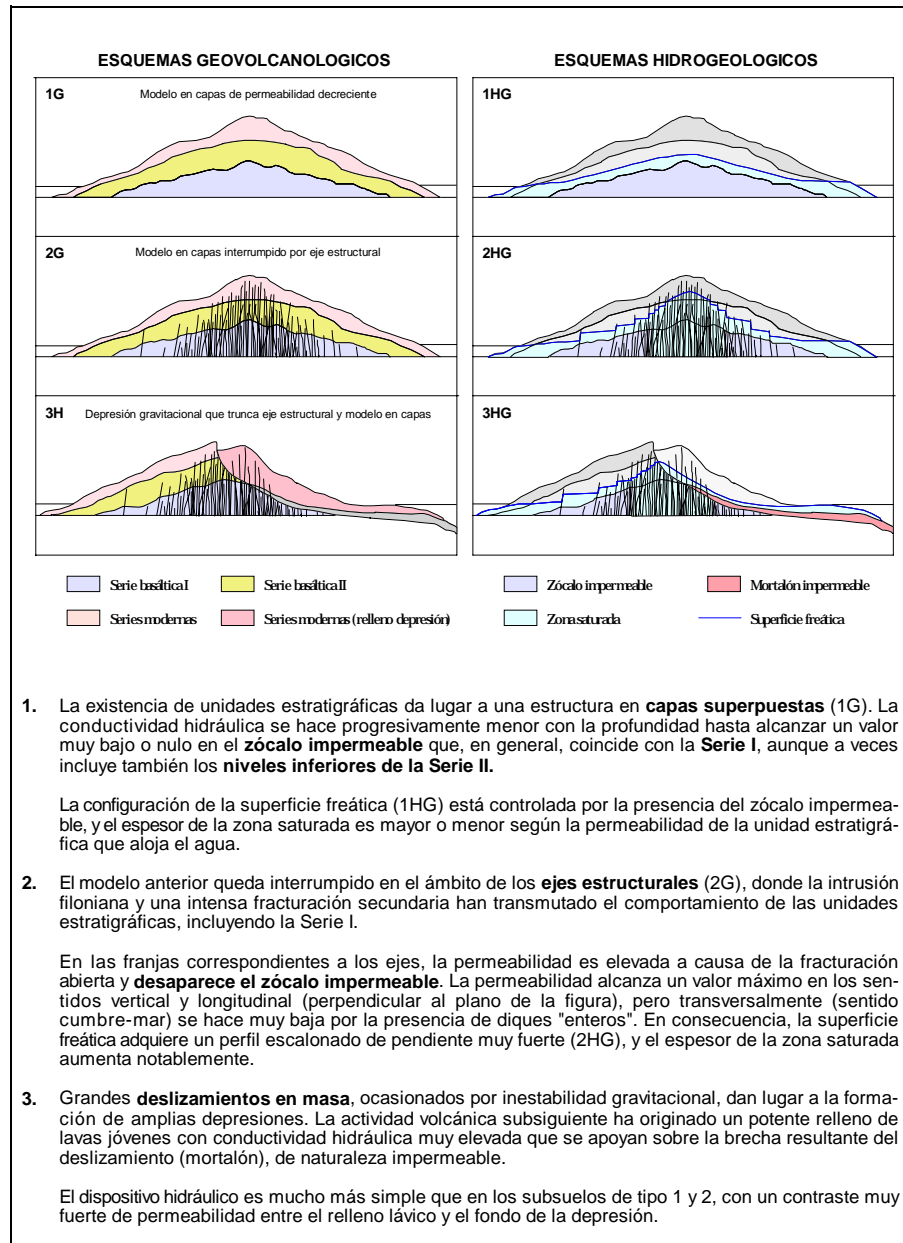 ESQUEMAS GEOVOLCANOLOGICOS
ESQUEMAS HIDROGEOLOGICOS
1G
Modelo en capas de permeabilidad decreciente
1HG
2G
Modelo en capas interrumpido por eje estructural
2HG
3H
Depresión gravitacional que trunca eje estructural y modelo en capas
3HG
Serie basáltica I
Serie basáltica II
Zócalo impermeable
Mortalón impermeable
Series modernas
Series modernas (relleno depresión)
Zona saturada
Superficie freática
1. La existencia de unidades estratigráficas da lugar a una estructura en capas superpuestas (1G). La
conductividad hidráulica se hace progresivamente menor con la profundidad hasta alcanzar un valor
muy bajo o nulo en el zócalo impermeable que, en general, coincide con la Serie I, aunque a veces
incluye también los niveles inferiores de la Serie II.
La configuración de la superficie freática (1HG) está controlada por la presencia del zócalo impermea-
ble, y el espesor de la zona saturada es mayor o menor según la permeabilidad de la unidad estratigrá-
fica que aloja el agua.
2. El modelo anterior queda interrumpido en el ámbito de los ejes estructurales (2G), donde la intrusión
filoniana y una intensa fracturación secundaria han transmutado el comportamiento de las unidades
estratigráficas, incluyendo la Serie I.
En las franjas correspondientes a los ejes, la permeabilidad es elevada a causa de la fracturación
abierta y desaparece el zócalo impermeable. La permeabilidad alcanza un valor máximo en los sen-
tidos vertical y longitudinal (perpendicular al plano de la figura), pero transversalmente (sentido
cumbre-mar) se hace muy baja por la presencia de diques "enteros". En consecuencia, la superficie
freática adquiere un perfil escalonado de pendiente muy fuerte (2HG), y el espesor de la zona saturada
aumenta notablemente.
3. Grandes deslizamientos en masa, ocasionados por inestabilidad gravitacional, dan lugar a la forma-
ción de amplias depresiones. La actividad volcánica subsiguiente ha originado un potente relleno de
lavas jóvenes con conductividad hidráulica muy elevada que se apoyan sobre la brecha resultante del
deslizamiento (mortalón), de naturaleza impermeable.
El dispositivo hidráulico es mucho más simple que en los subsuelos de tipo 1 y 2, con un contraste muy
fuerte de permeabilidad entre el relleno lávico y el fondo de la depresión.